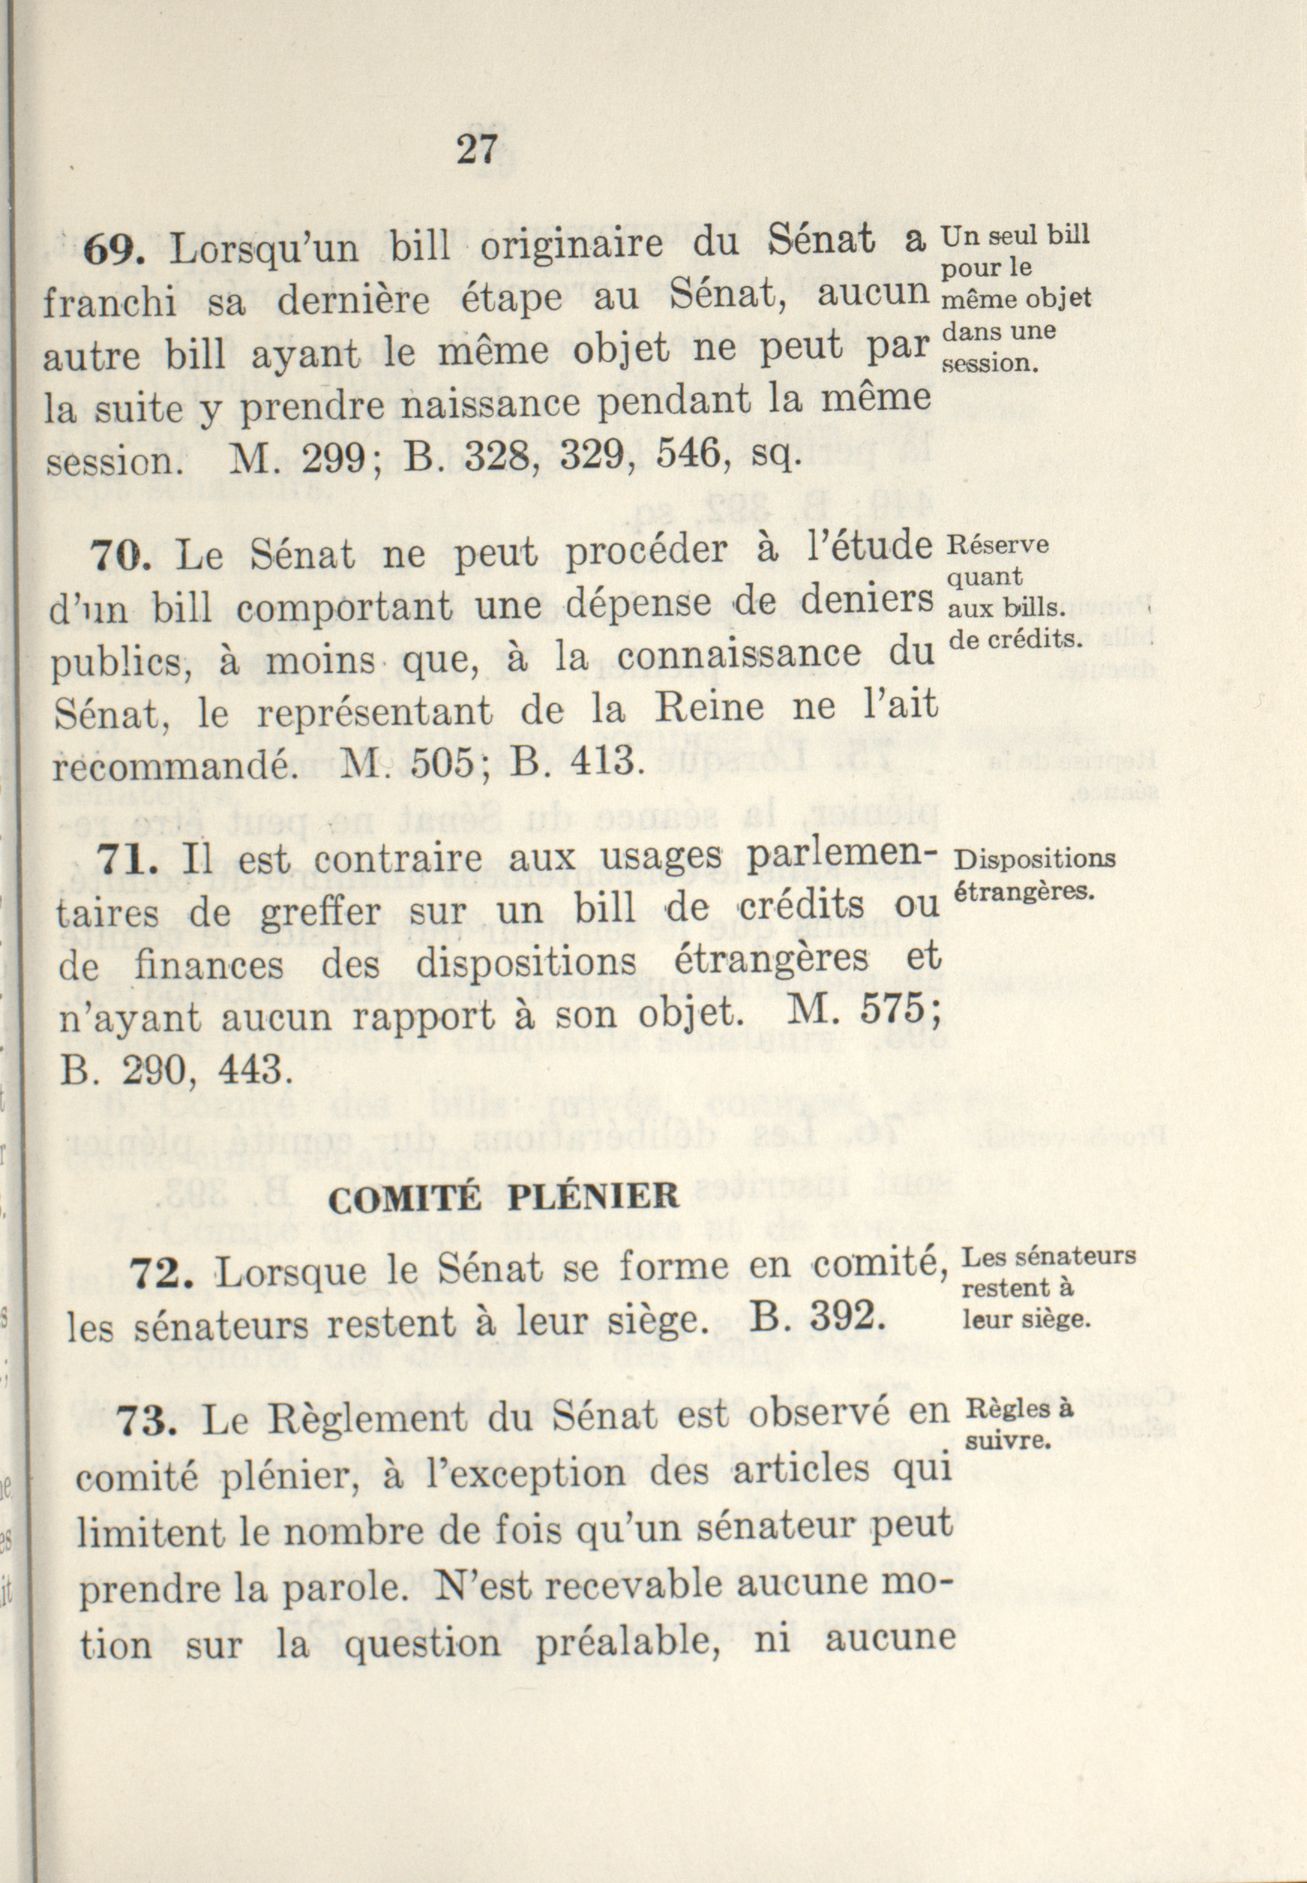 27
69. Lorsqu'un bill originaire du Sénat a
franchi sa dernière étape au Sénat, aucun
autre bill ayant le même objet ne peut par
la suite y prendre naissance pendant la même
session. M. 299; B. 328, 329, 546, sq.
Un seul bill
pour le
même objet
dans une
session.
70. Le Sénat ne peut procéder à l'étude
d'un bill comportant une dépense de deniers
publics, à moins que, à la connaissance du
Sénat, le représentant de la Reine ne l'ait
recommandé. M. 505; B. 413.
Réserve
quant
aux bills.
de crédits.
71. Il est contraire aux usages parlemen-
taires de greffer sur un bill de crédits ou
de finances des dispositions étrangères et
n'ayant aucun rapport à son objet. M. 575;
B. 290, 443.
Dispositions
étrangères.
COMITÉ PLÉNIER
72. Lorsque le Sénat se forme en comité,
les sénateurs restent à leur siège. B. 392.
Les sénateurs
restent à
leur siège.
73. Le Règlement du Sénat est observé en
comité plénier, à l'exception des articles qui
limitent le nombre de fois qu'un sénateur peut
prendre la parole. N'est recevable aucune mo-
tion sur la question préalable, ni aucune
Règles à
suivre.